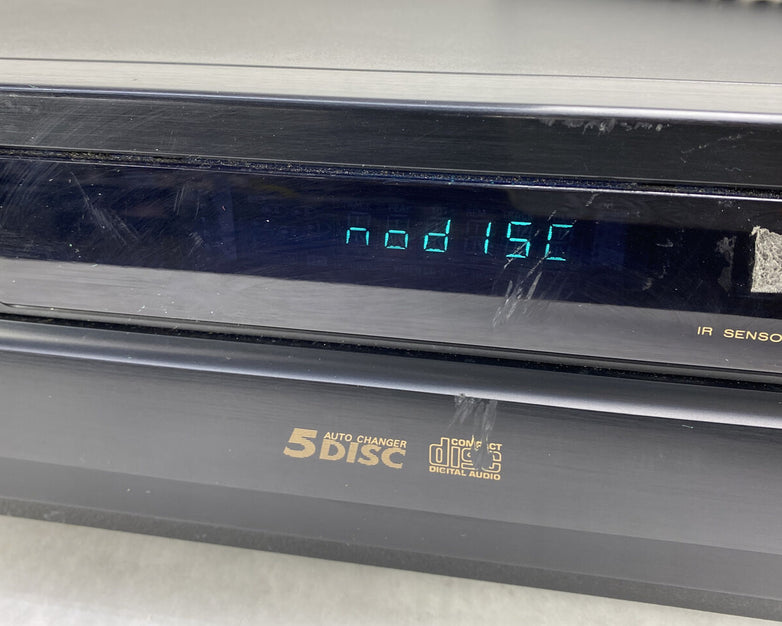 nodISC
IR SENSO
5 AUTO CHANGER
DISC
COMPACT
disc
DIGITAL AUDIO